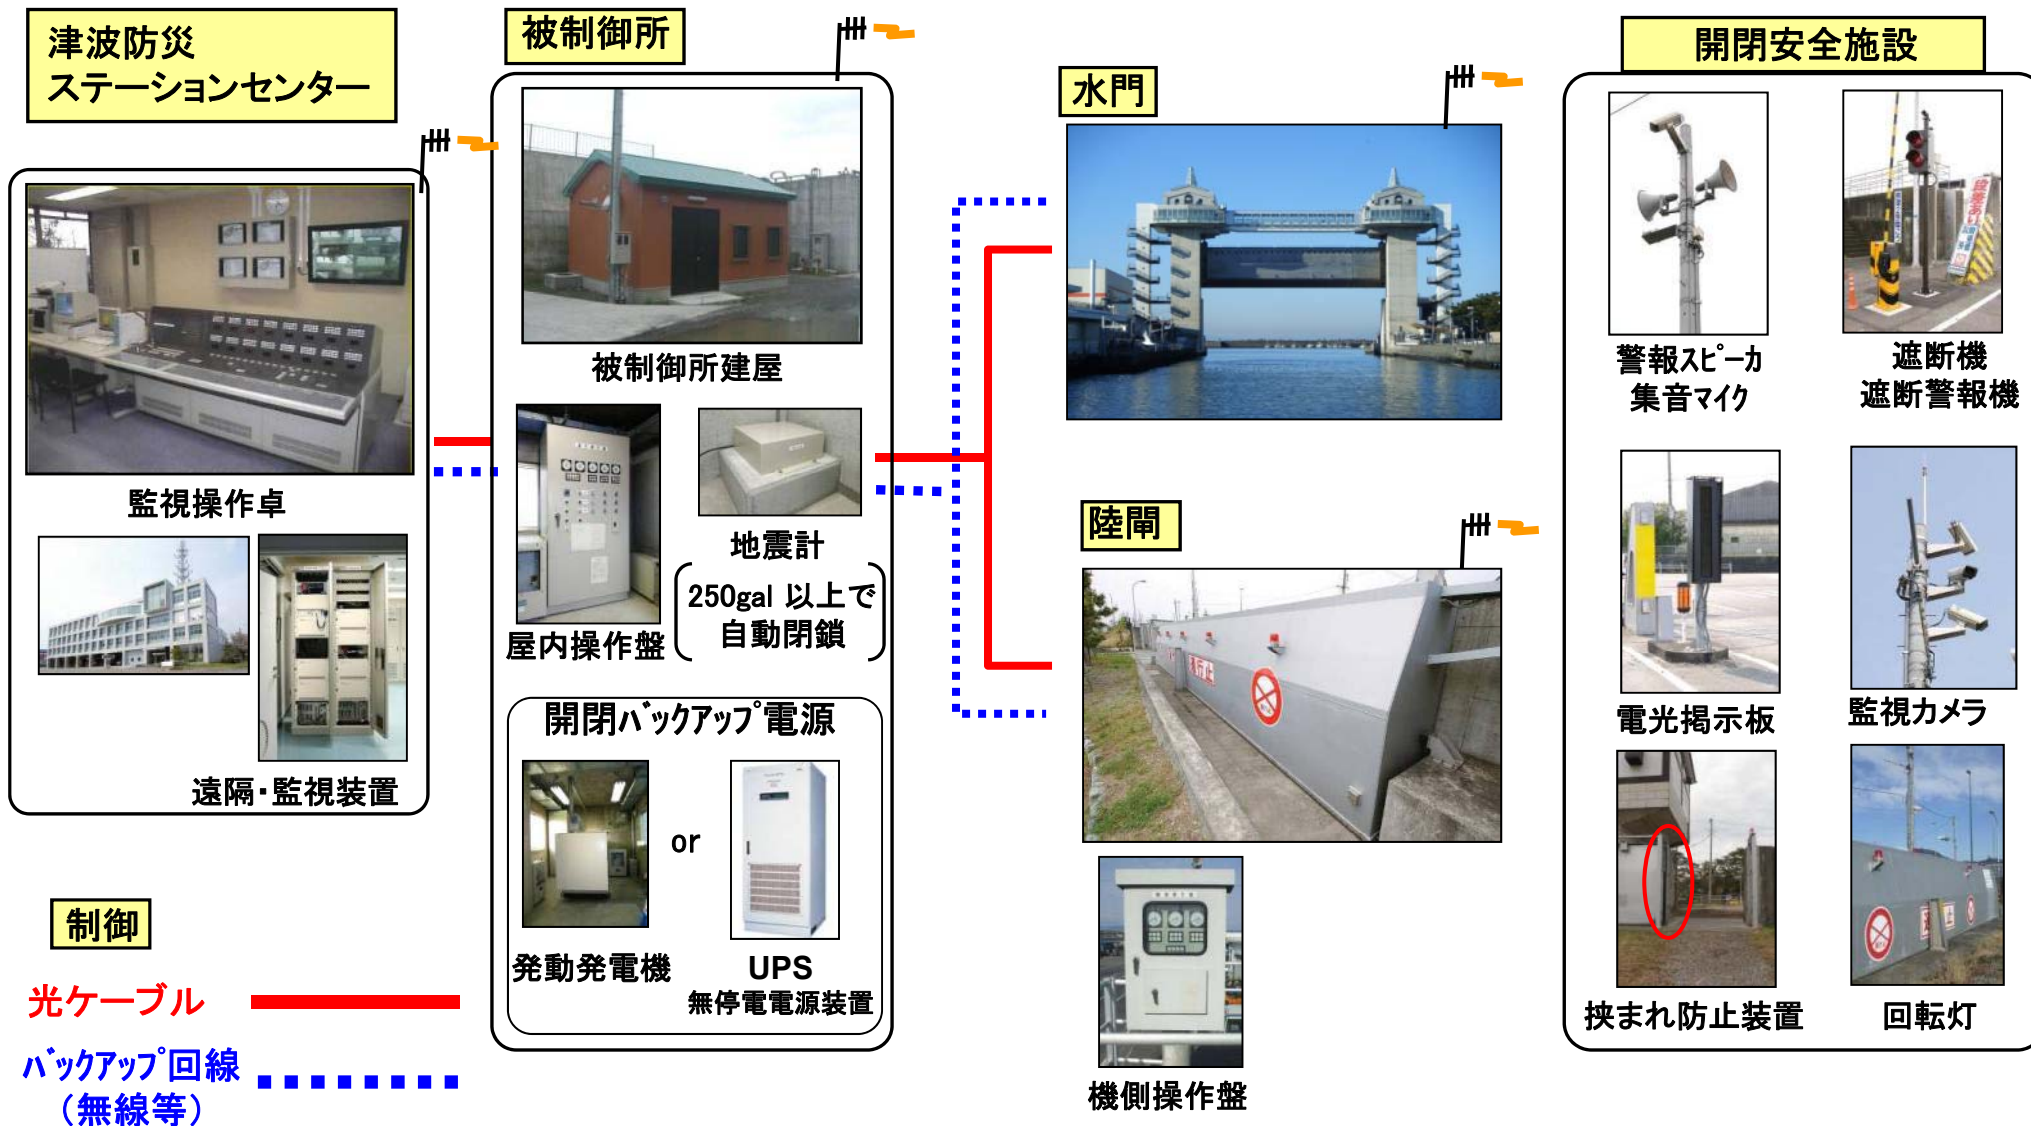 津波防災
ステーションセンター
監視操作卓
遠隔・監視装置
制御
光ケーブル
ﾊﾞｯｸｱｯﾌﾟ回線
（無線等）
被制御所
被制御所建屋
屋内操作盤
地震計
250gal 以上で
自動閉鎖
開閉ﾊﾞｯｸｱｯﾌﾟ電源
or
発動発電機
UPS
無停電電源装置
水門
陸閘
機側操作盤
開閉安全施設
警報ｽﾋﾟｰｶ
集音ﾏｲｸ
遮断機
遮断警報機
電光掲示板
監視カメラ
挟まれ防止装置
回転灯